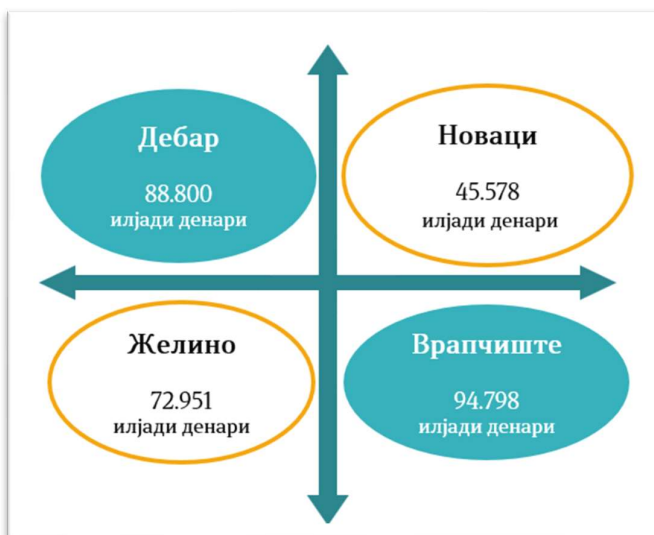 Дебар
88.800
илјади денари
Новаци
45.578
илјади денари
Желино
72.951
илјади денари
Врапчиште
94.798
илјади денари